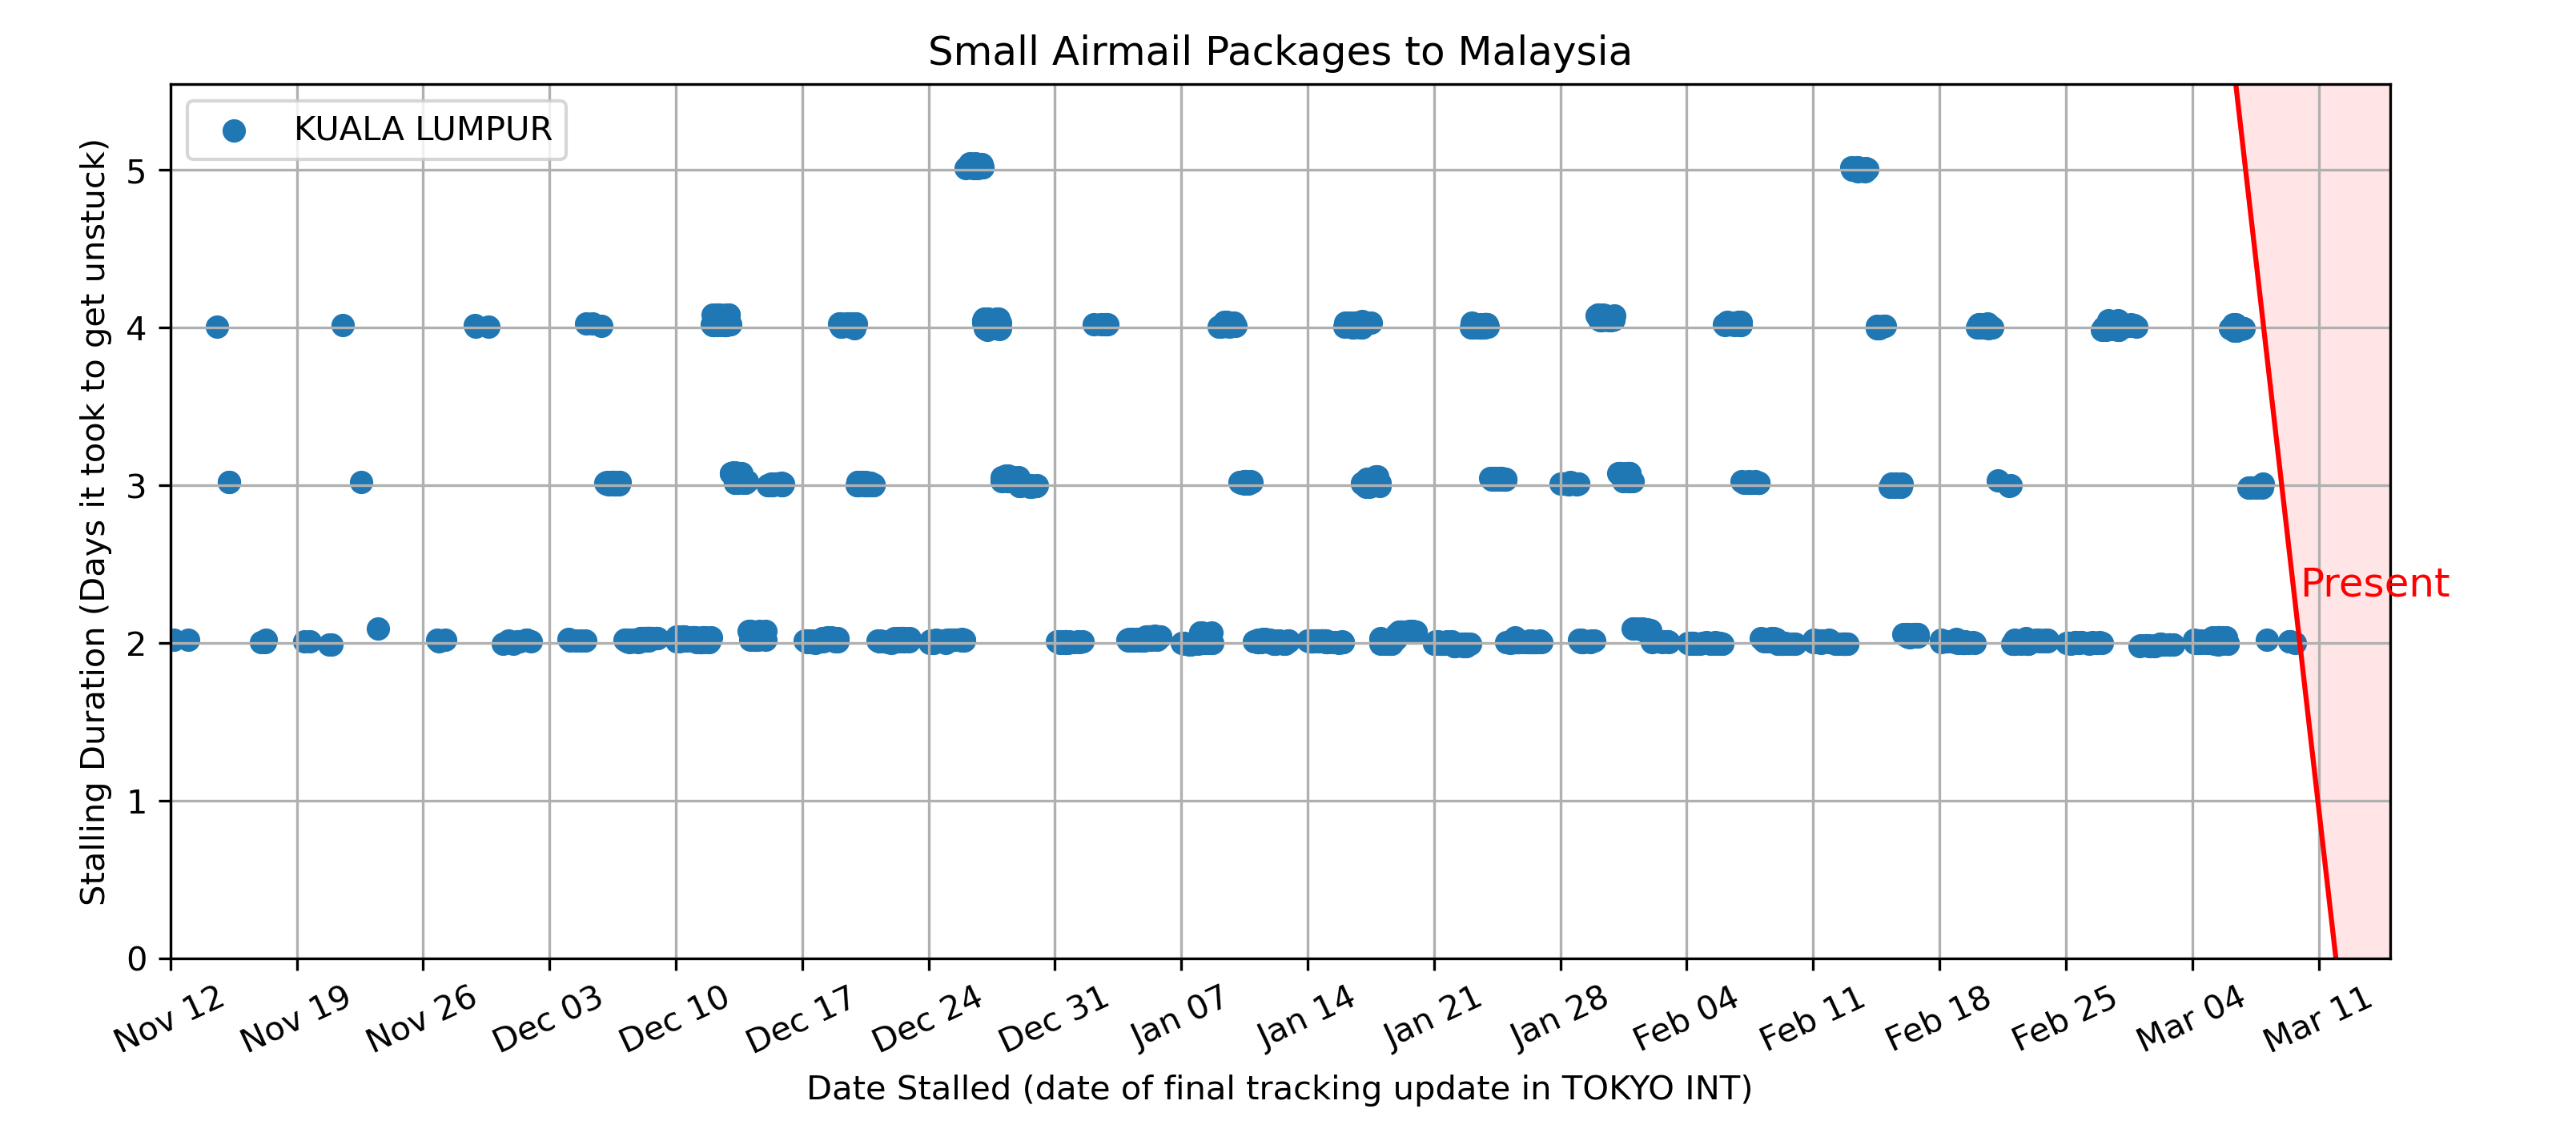 Small Airmail Packages to Malaysia
KUALA LUMPUR
Stalling Duration (Days it took to get unstuck)
5
4
3
2
1
0
Present
Nov 12
Nov 19
Nov 26
Dec 03
Dec 10
Dec 17
Dec 24
Dec 31
Jan 07
Jan 14
Jan 21
Jan 28
Feb 04
Feb 11
Feb 18
Feb 25
Mar 04
Mar 11
Date Stalled (date of final tracking update in TOKYO INT)